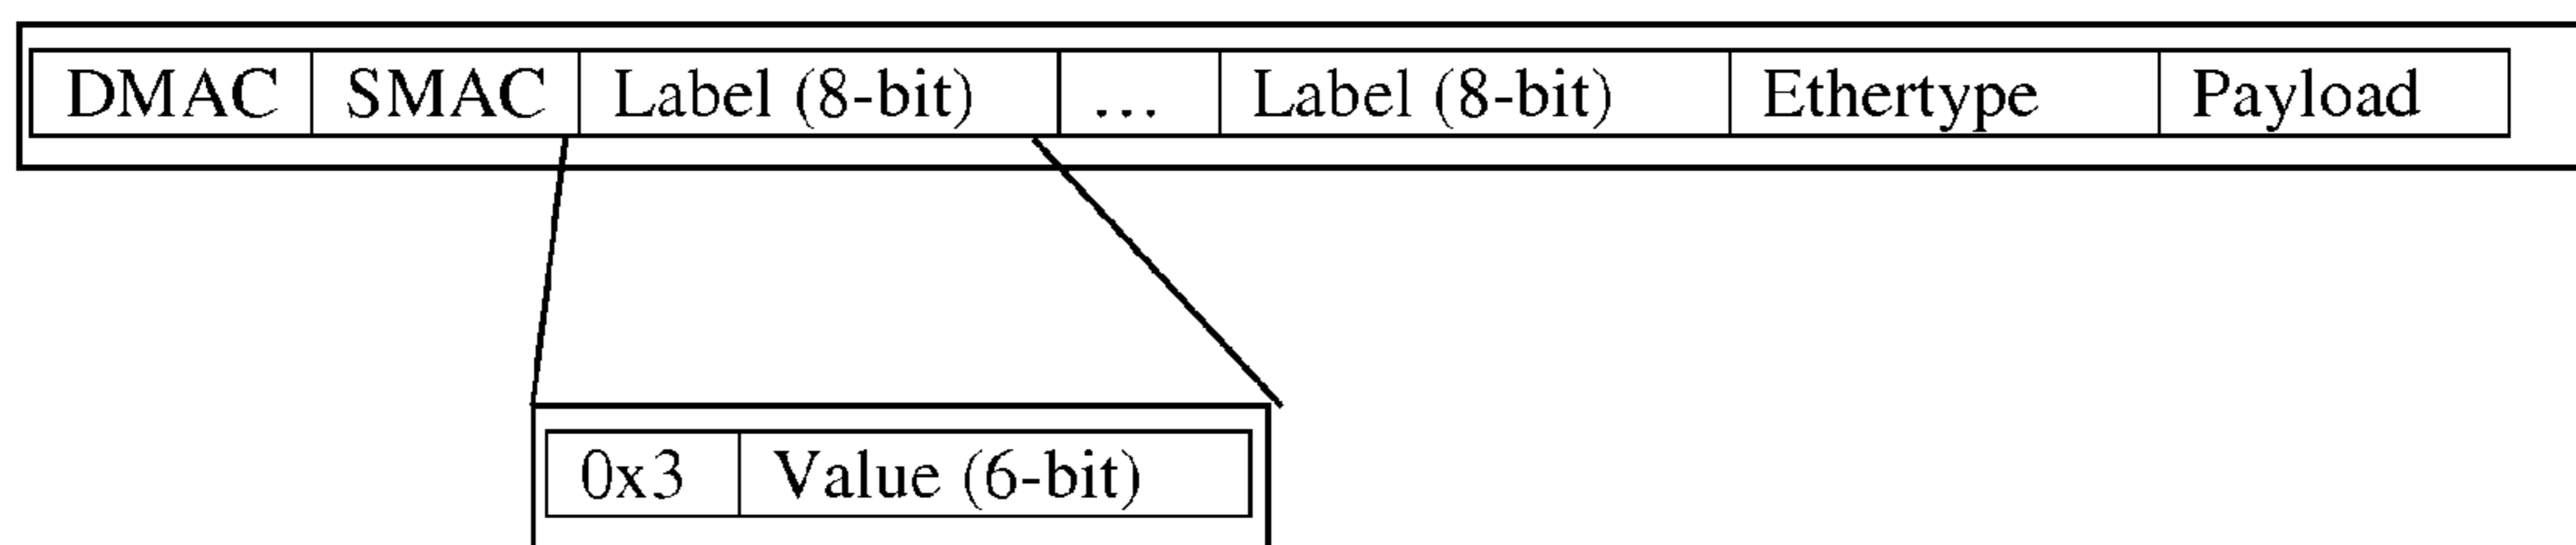 DMAC SMAC Label (8-bit) ... Label (8-bit) Ethertype Payload
0x3 Value (6-bit)